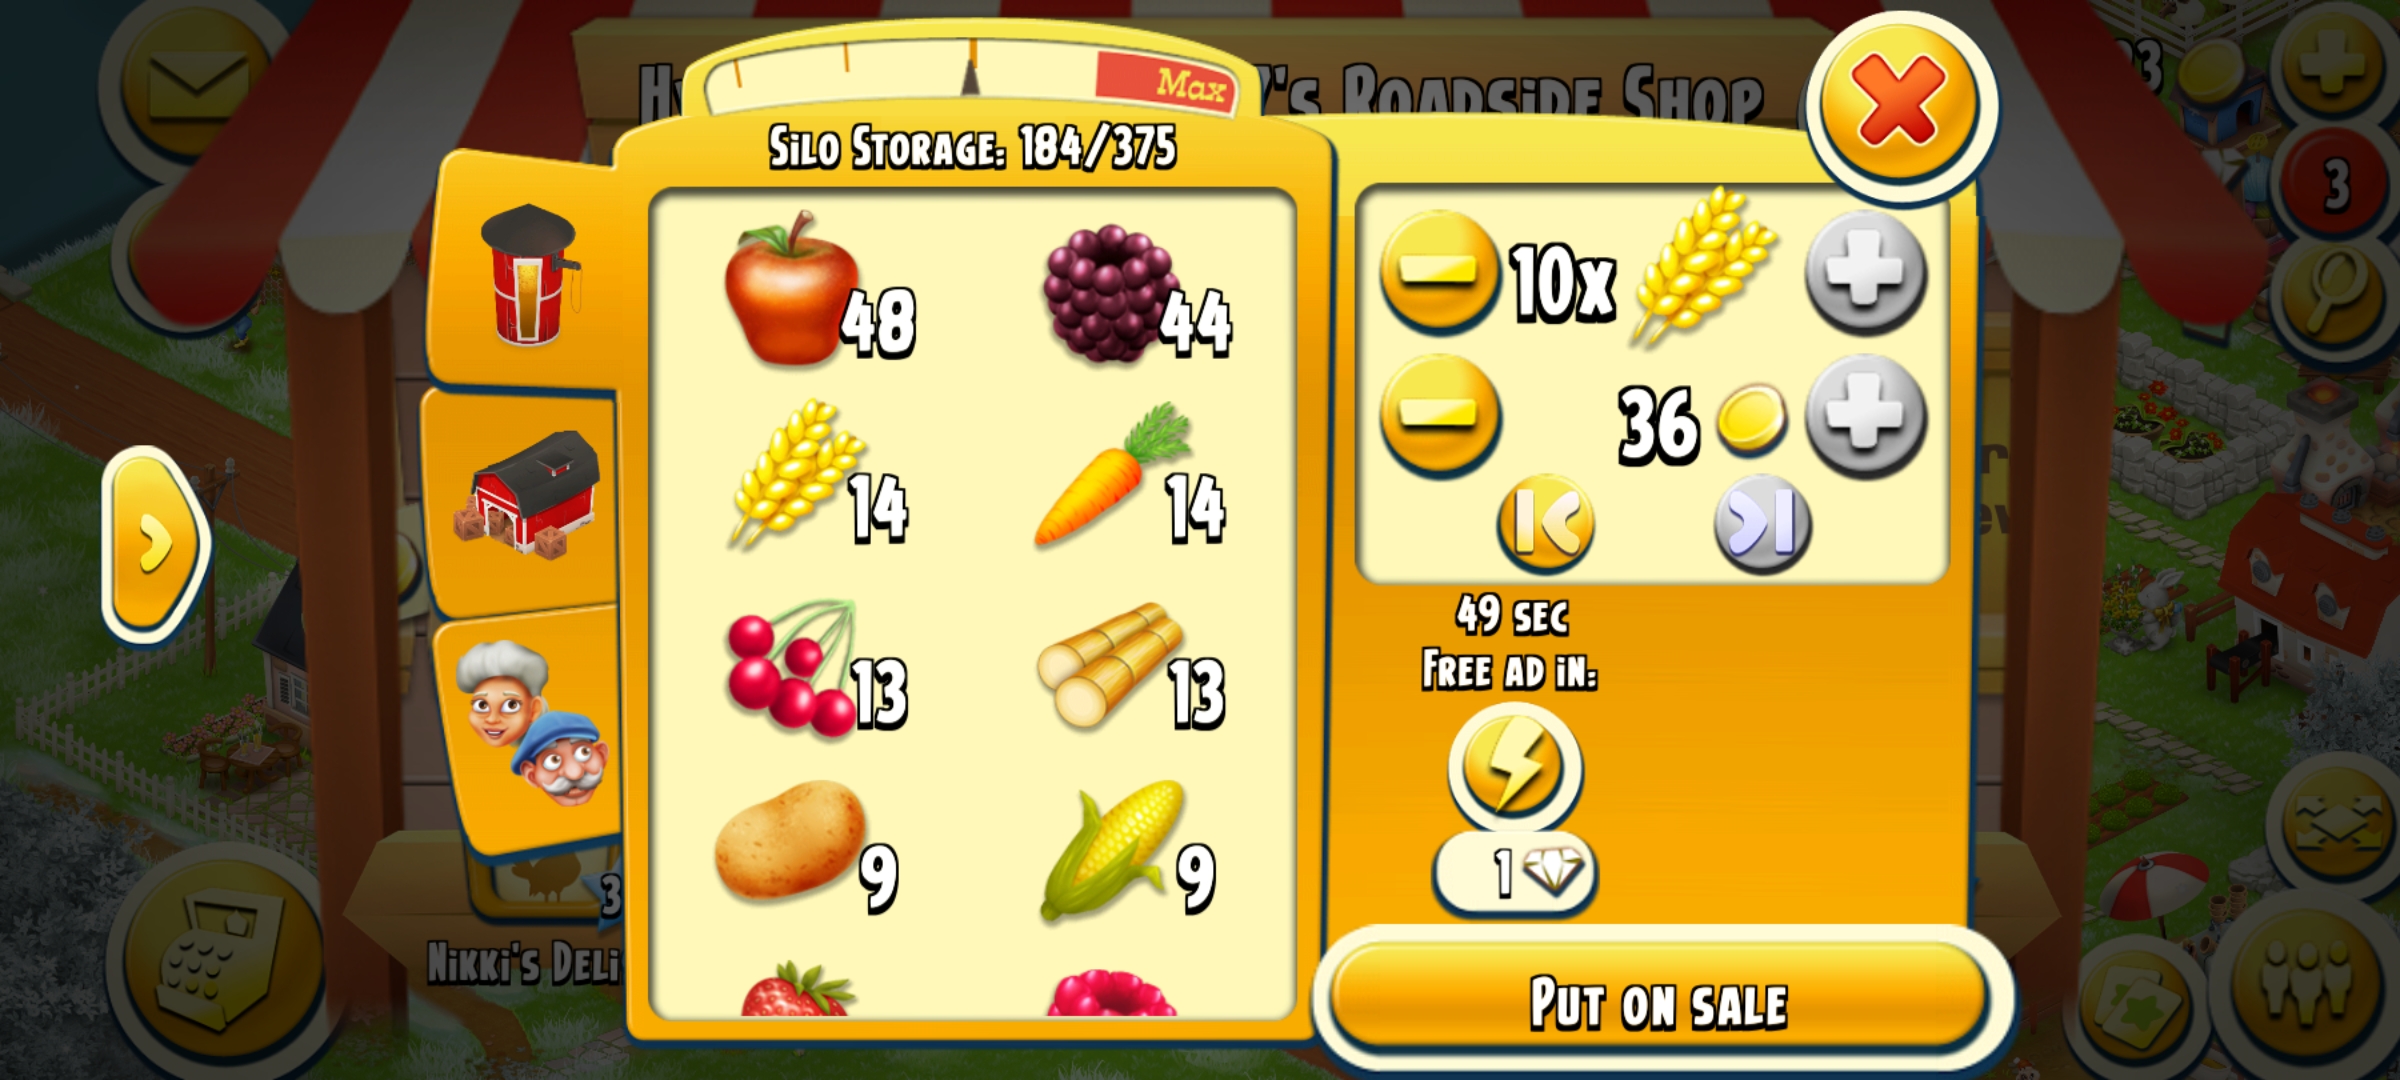 'S ROADSIDE SHOP
Max
SILO STORAGE: 184/375
48
44
14
14
13
13
9
9
10x
36
49 SEC
FREE AD IN:
1
PUT ON SALE
3
3
NIKKI'S DELI